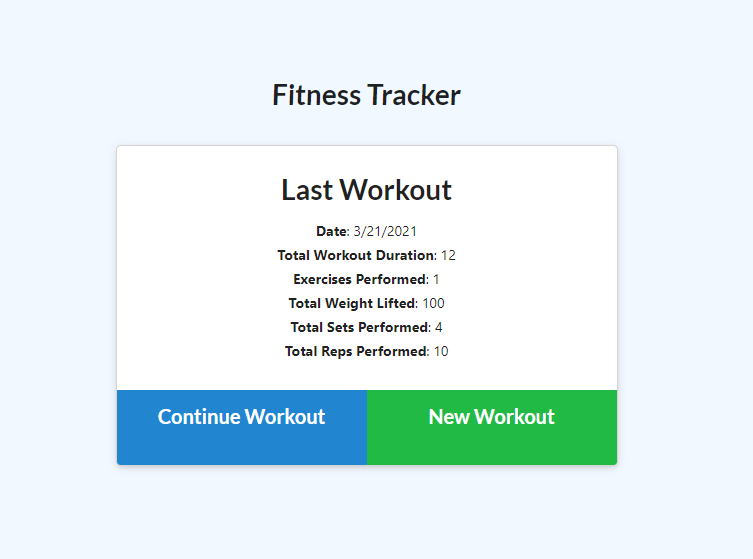 Fitness Tracker
Last Workout
Date: 3/21/2021
Total Workout Duration: 12
Exercises Performed: 1
Total Weight Lifted: 100
Total Sets Performed: 4
Total Reps Performed: 10
Continue Workout
New Workout